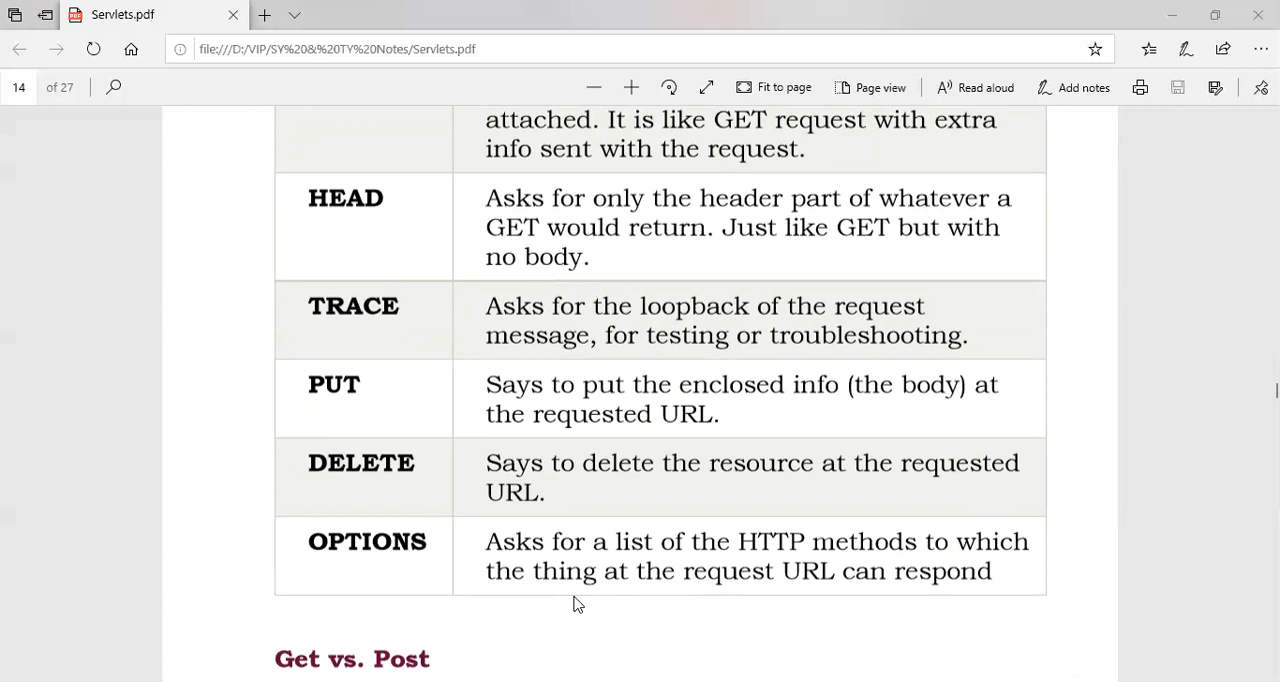 Servlets.pdf
file:///D:/VIP/SY%20&%20TY%20Notes/Servlets.pdf
14 of 27 Fit to page Page view Read aloud Add notes
attached. It is like GET request with extra
info sent with the request.
HEAD Asks for only the header part of whatever a
GET would return. Just like GET but with
no body.
TRACE Asks for the loopback of the request
message, for testing or troubleshooting.
PUT Says to put the enclosed info (the body) at
the requested URL.
DELETE Says to delete the resource at the requested
URL.
OPTIONS Asks for a list of the HTTP methods to which
the thing at the request URL can respond
Get vs. Post